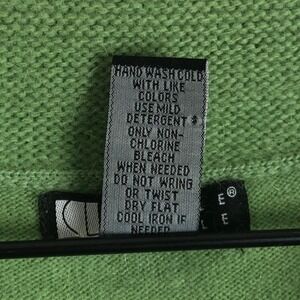 HAND WASH COLD
WITH LIKE
COLORS
USE MILD
DETERGENT
ONLY NON-
CHLORINE
BLEACH
WHEN NEEDED
DO NOT WRING
OR TWIST
DRY FLAT
COOL IRON IF
NEEDED
E®
E